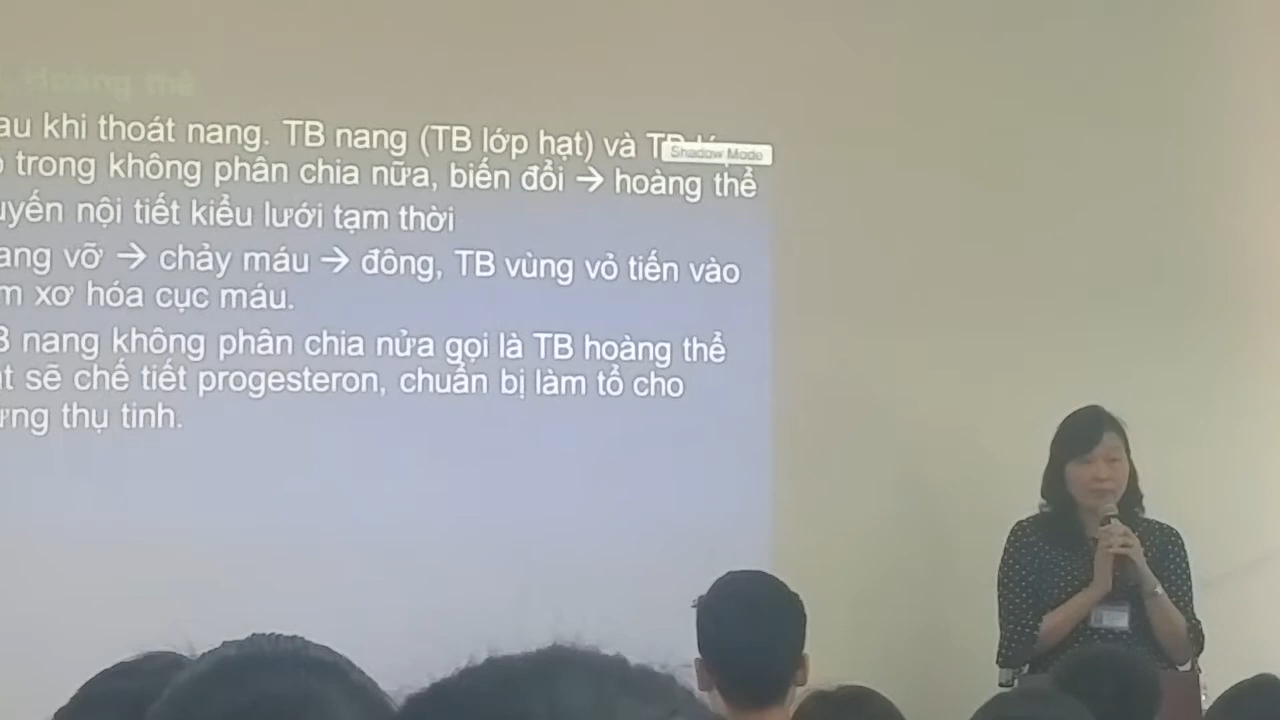 Hoàng thể
au khi thoát nang. TB nang (TB lớp hạt) và TB
Shadow Mode
trong không phân chia nữa, biến đổi → hoàng thể
uyến nội tiết kiểu lưới tạm thời
ang vỡ → chảy máu → đông, TB vùng vỏ tiến vào
m xơ hóa cục máu.
B nang không phân chia nửa gọi là TB hoàng thể
ạt sẽ chế tiết progesteron, chuẩn bị làm tổ cho
ứng thụ tinh.